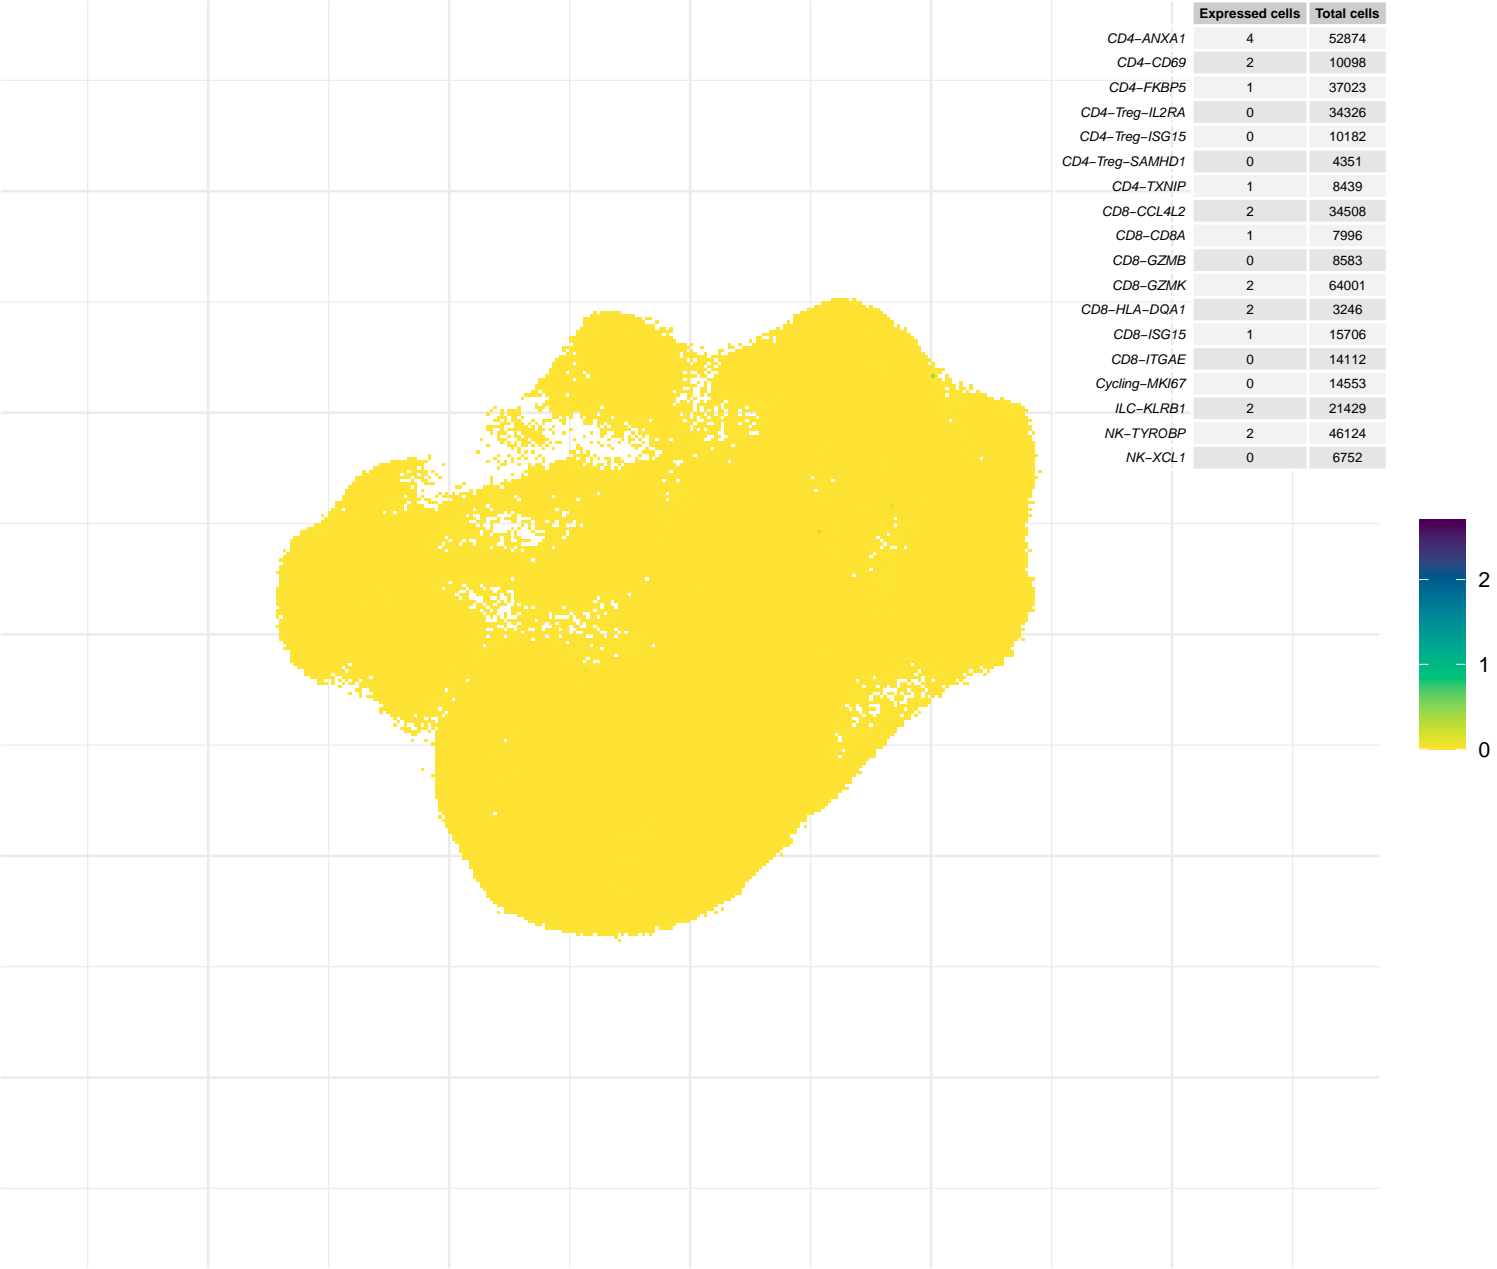 Expressed cells Total cells
CD4−ANXA1 4 52874
CD4−CD69 2 10098
CD4−FKBP5 1 37023
CD4−Treg−IL2RA 0 34326
CD4−Treg−ISG15 0 10182
CD4−Treg−SAMHD1 0 4351
CD4−TXNIP 1 8439
CD8−CCL4L2 2 34508
CD8−CD8A 1 7996
CD8−GZMB 0 8583
CD8−GZMK 2 64001
CD8−HLA−DQA1 2 3246
CD8−ISG15 1 15706
CD8−ITGAE 0 14112
Cycling−MKI67 0 14553
ILC−KLRB1 2 21429
NK−TYROBP 2 46124
NK−XCL1 0 6752
2
1
0